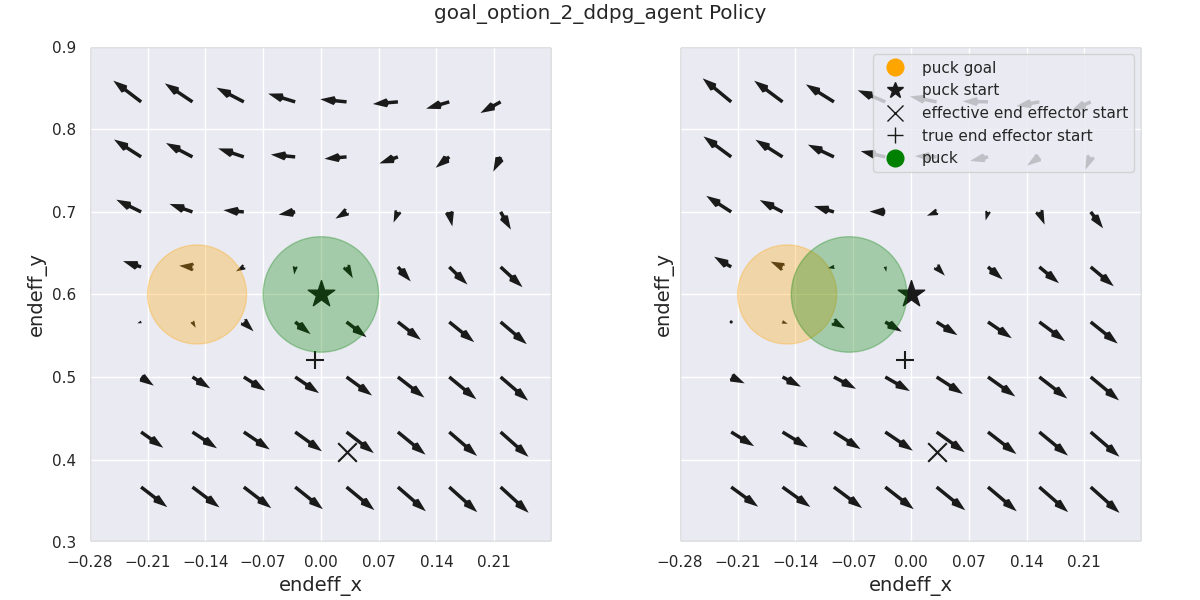 goal_option_2_ddpg_agent Policy
0.9
0.8
0.7
0.6
0.5
0.4
0.3
endeff_y
−0.28 −0.21 −0.14 −0.07 0.00 0.07 0.14 0.21
endeff_x
puck goal
puck start
effective end effector start
true end effector start
puck
endeff_y
−0.28 −0.21 −0.14 −0.07 0.00 0.07 0.14 0.21
endeff_x